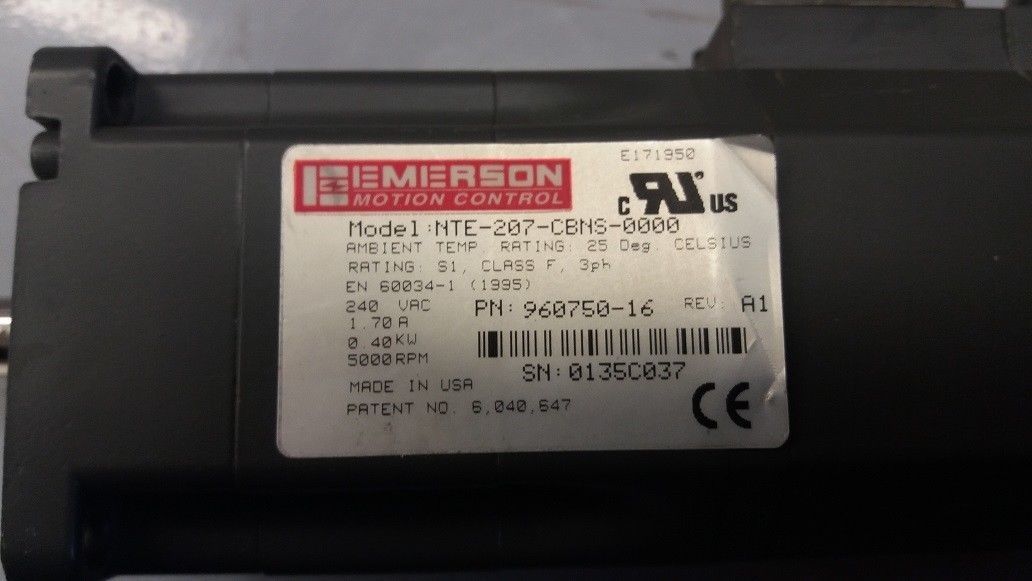 E171950
EMERSON
MOTION CONTROL
C RU US
Model:NTE-207-CBNS-0000
AMBIENT TEMP. RATING: 25 Deg. CELSIUS
RATING: S1, CLASS F, 3ph
EN 60034-1 (1995)
240 VAC
PN: 960750-16 REV: A1
1.70 A
0.40 KW
5000RPM
SN: 0135C037
MADE IN USA
PATENT NO. 6,040,647
CE